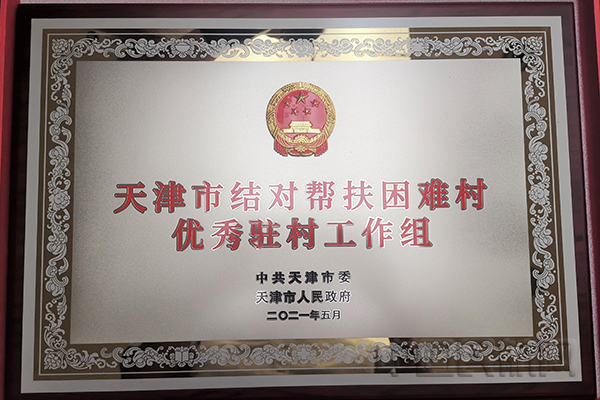 天津市结对帮扶困难村
优秀驻村工作组
中共天津市委
天津市人民政府
二〇二一年五月